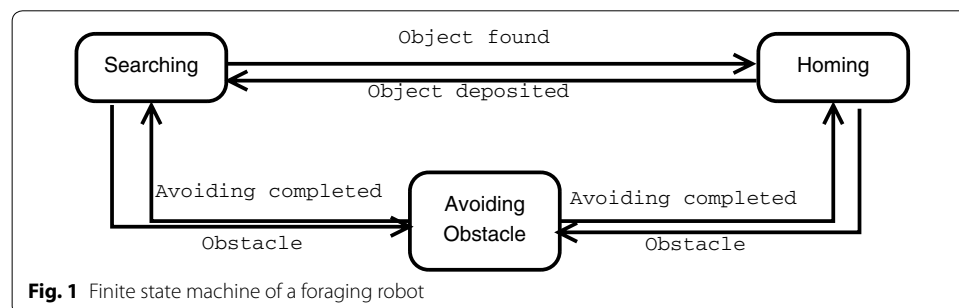 Object found
Searching
Homing
Object deposited
Avoiding completed
Avoiding
Obstacle
Avoiding completed
Obstacle
Obstacle
Fig. 1 Finite state machine of a foraging robot